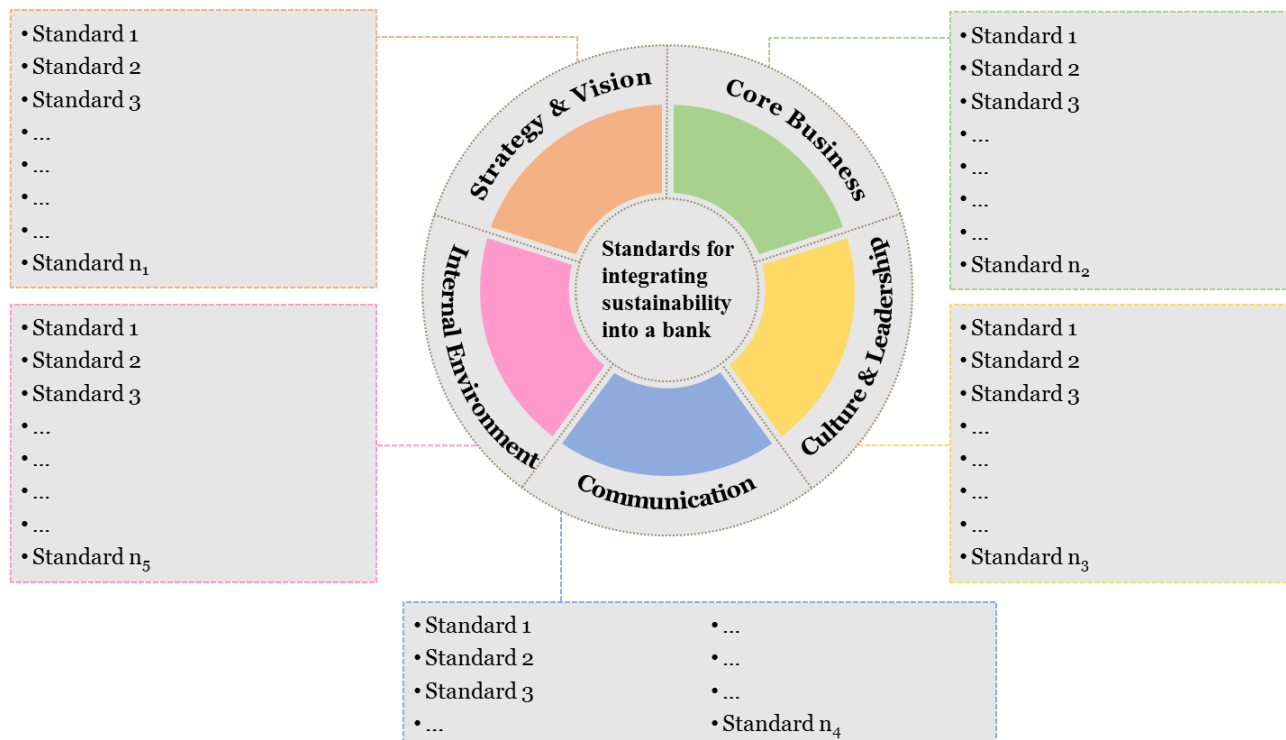 • Standard 1
• Standard 2
• Standard 3
• ...
• ...
• ...
• ...
• Standard n₁
• Standard 1
• Standard 2
• Standard 3
• ...
• ...
• ...
• ...
• Standard n₂
Strategy & Vision
Core Business
Culture & Leadership
Communication
Internal Environment
Standards for
integrating
sustainability
into a bank
• Standard 1
• Standard 2
• Standard 3
• ...
• ...
• ...
• ...
• Standard n₅
• Standard 1
• Standard 2
• Standard 3
• ...
• ...
• ...
• ...
• Standard n₃
• Standard 1
• Standard 2
• Standard 3
• ...
• ...
• ...
• ...
• Standard n₄